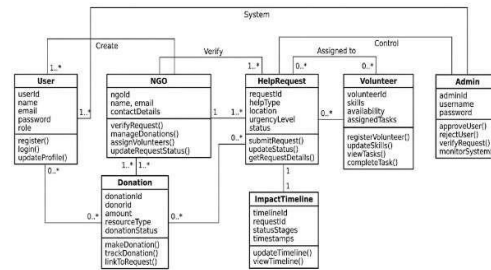 System
Create
Verify
Assigned to
Control
1..*
1..*
0..*
0..*
User
userId
name
email
password
role
register()
login()
updateProfile()
1..*
NGO
ngoId
name, email
contactDetails
verifyRequest()
manageDonations()
assignVolunteers()
updateRequestStatus()
1
1..*
HelpRequest
requestId
helpType
location
urgencyLevel
status
submitRequest()
updateStatus()
getRequestDetails()
0..*
Volunteer
volunteerId
skills
availability
assignedTasks
registerVolunteer()
updateSkills()
viewTasks()
completeTask()
Admin
adminId
username
password
approveUser()
rejectUser()
verifyRequest()
monitorSystem()
0..*
0..*
1..*
1..*
0..*
0..*
Donation
donationId
donorId
amount
resourceType
donationStatus
makeDonation()
trackDonation()
linkToRequest()
1
1
ImpactTimeline
timelineId
requestId
statusStages
timestamps
updateTimeline()
viewTimeline()